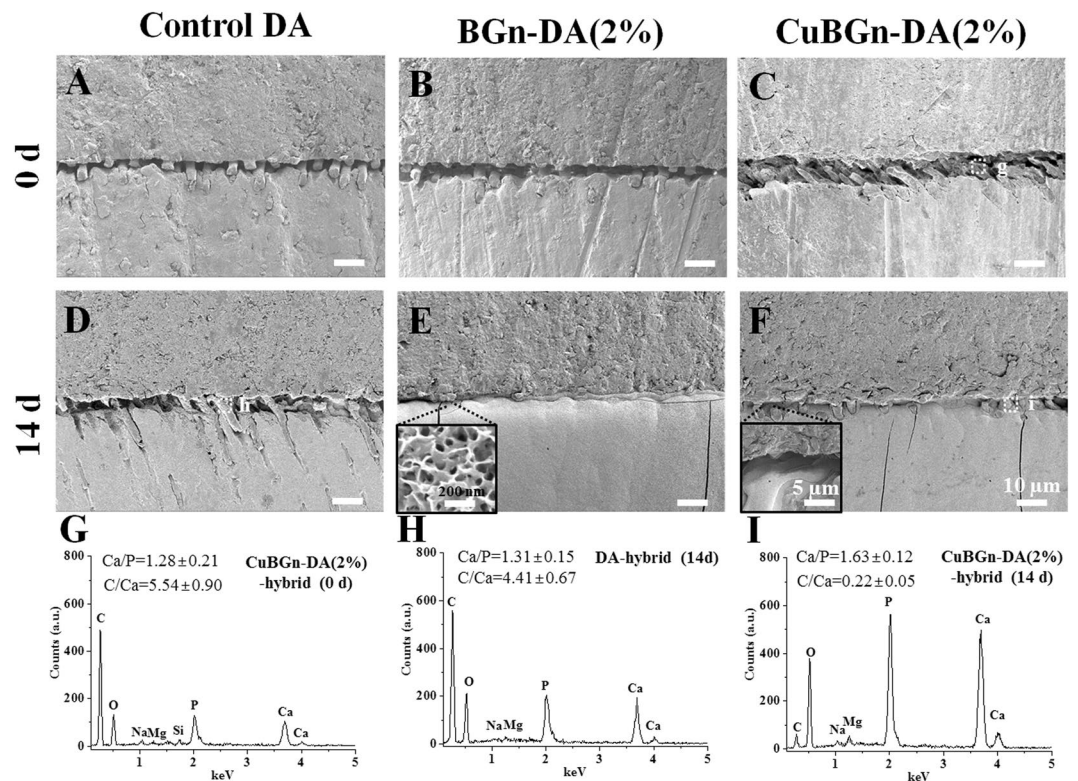 Control DA
BGn-DA(2%)
CuBGn-DA(2%)
0 d
A
B
C
g
14 d
D
h
E
200 nm
F
i
5 µm
10 µm
G
800
600
400
200
0
Counts (a.u.)
Ca/P=1.28±0.21
C/Ca=5.54±0.90
CuBGn-DA(2%)
-hybrid (0 d)
C
O
Na
Mg
Si
P
Ca
Ca
1 2 3 4 5
keV
H
800
600
400
200
0
Counts (a.u.)
Ca/P=1.31±0.15
C/Ca=4.41±0.67
DA-hybrid (14d)
C
O
Na
Mg
P
Ca
Ca
1 2 3 4 5
keV
I
800
600
400
200
0
Counts (a.u.)
Ca/P=1.63±0.12
C/Ca=0.22±0.05
CuBGn-DA(2%)
-hybrid (14 d)
C
O
Na
Mg
P
Ca
Ca
0 1 2 3 4 5
keV